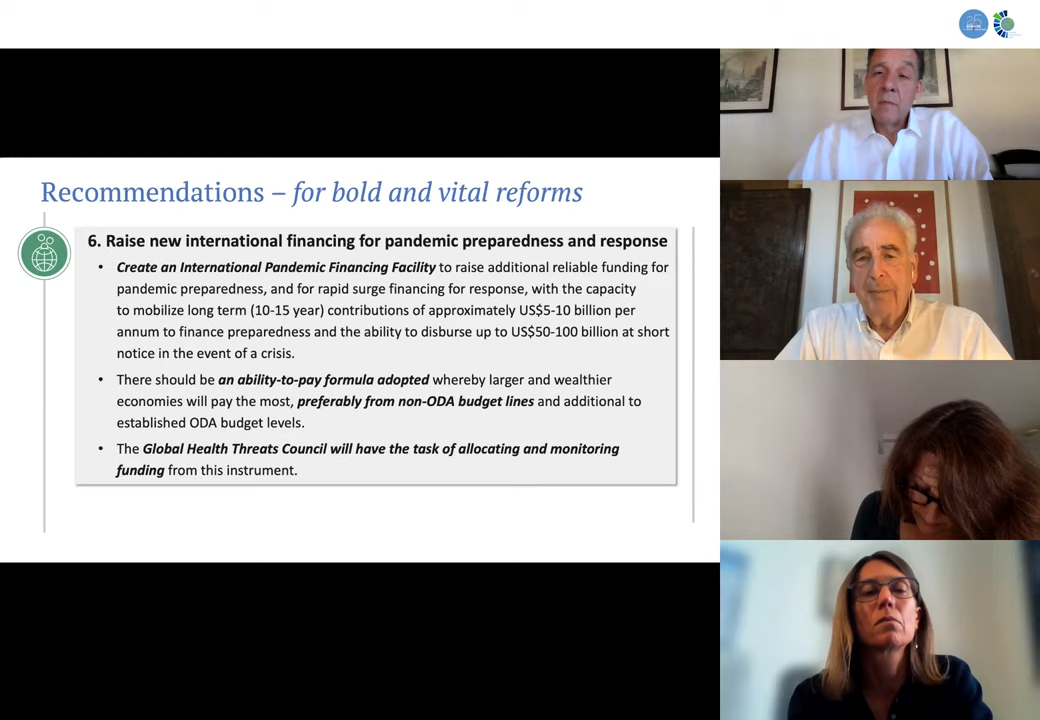 25
Recommendations – for bold and vital reforms
6. Raise new international financing for pandemic preparedness and response
• Create an International Pandemic Financing Facility to raise additional reliable funding for
pandemic preparedness, and for rapid surge financing for response, with the capacity
to mobilize long term (10-15 year) contributions of approximately US$5-10 billion per
annum to finance preparedness and the ability to disburse up to US$50-100 billion at short
notice in the event of a crisis.
• There should be an ability-to-pay formula adopted whereby larger and wealthier
economies will pay the most, preferably from non-ODA budget lines and additional to
established ODA budget levels.
• The Global Health Threats Council will have the task of allocating and monitoring
funding from this instrument.